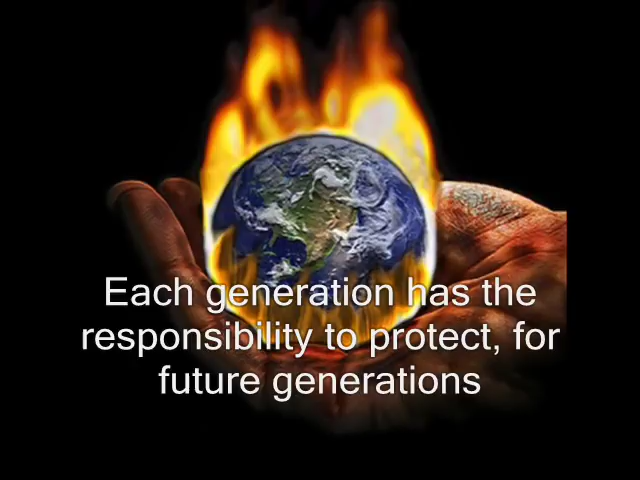 Each generation has the
responsibility to protect, for
future generations